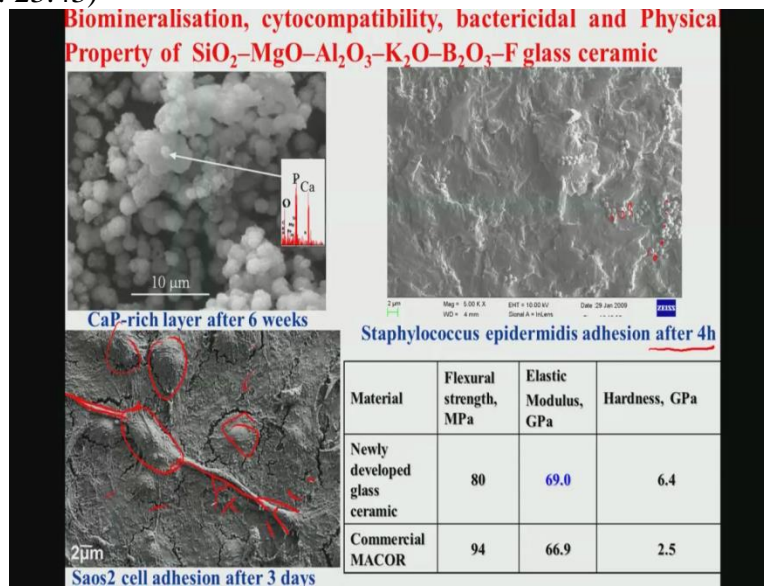 Biomineralisation, cytocompatibility, bactericidal and Physical
Property of SiO₂–MgO–Al₂O₃–K₂O–B₂O₃–F glass ceramic
P
Ca
O
10 µm
CaP-rich layer after 6 weeks
2 µm
Mag = 5.00 K X
EHT = 10.00 kV
Date :29 Jan 2009
WD = 4 mm
Signal A = InLens
ZEISS
Staphylococcus epidermidis adhesion after 4h
2µm
Saos2 cell adhesion after 3 days
Material
Flexural strength, MPa
Elastic Modulus, GPa
Hardness, GPa
Newly developed glass ceramic
80
69.0
6.4
Commercial MACOR
94
66.9
2.5